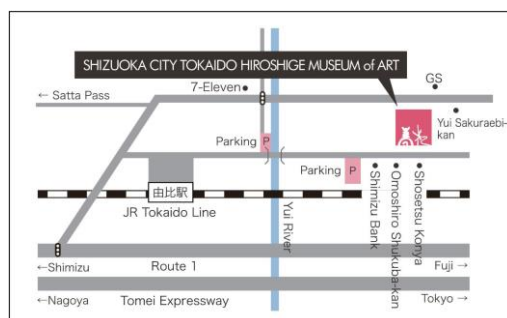 SHIZUOKA CITY TOKAIDO HIROSHIGE MUSEUM of ART
← Satta Pass
7-Eleven
GS
Yui Sakuraebi-
kan
Parking P
Parking P
由比駅
JR Tokaido Line
Yui River
Shimizu Bank
Omoshiro Shukuba-kan
Shosetsu Konya
←Shimizu
Route 1
Fuji →
←Nagoya
Tomei Expressway
Tokyo →